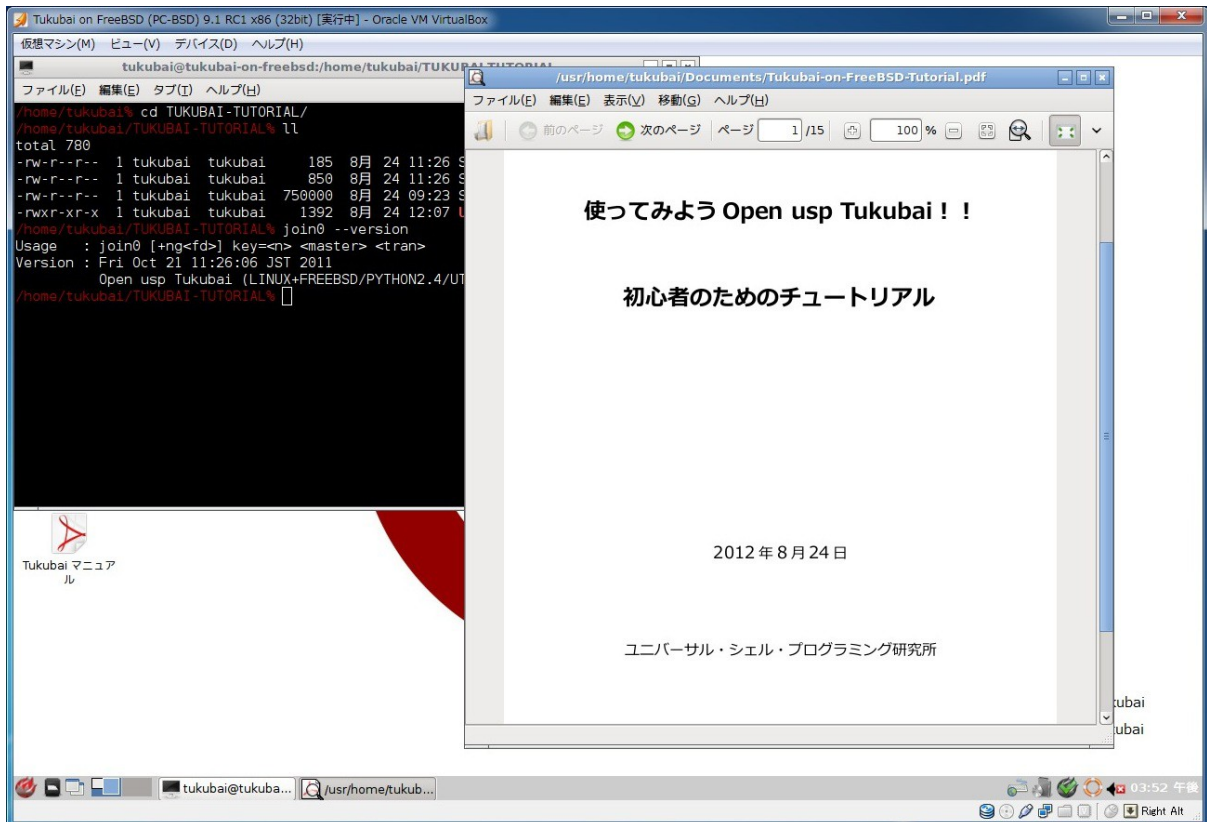 Tukubai on FreeBSD (PC-BSD) 9.1 RC1 x86 (32bit) [実行中] - Oracle VM VirtualBox
仮想マシン(M) ビュー(V) デバイス(D) ヘルプ(H)
tukubai@tukubai-on-freebsd:/home/tukubai/TUKUBAI-TUTORIAL
ファイル(F) 編集(E) タブ(T) ヘルプ(H)
/home/tukubai% cd TUKUBAI-TUTORIAL/
/home/tukubai/TUKUBAI-TUTORIAL% ll
total 780
-rw-r--r-- 1 tukubai tukubai 185 8月 24 11:26 S
-rw-r--r-- 1 tukubai tukubai 850 8月 24 11:26 S
-rw-r--r-- 1 tukubai tukubai 750000 8月 24 09:23 S
-rwxr-xr-x 1 tukubai tukubai 1392 8月 24 12:07 U
/home/tukubai/TUKUBAI-TUTORIAL% join0 --version
Usage : join0 [+ng<fd>] key=<n> <master> <tran>
Version : Fri Oct 21 11:26:06 JST 2011
Open usp Tukubai (LINUX+FREEBSD/PYTHON2.4/UT
/home/tukubai/TUKUBAI-TUTORIAL%
/usr/home/tukubai/Documents/Tukubai-on-FreeBSD-Tutorial.pdf
ファイル(F) 編集(E) 表示(V) 移動(G) ヘルプ(H)
前のページ 次のページ ページ 1 /15 100 %
使ってみよう Open usp Tukubai！！
初心者のためのチュートリアル
2012年8月24日
ユニバーサル・シェル・プログラミング研究所
Tukubai マニュア
ル
ubai
ubai
tukubai@tukuba... /usr/home/tukub...
03:52 午後
Right Alt